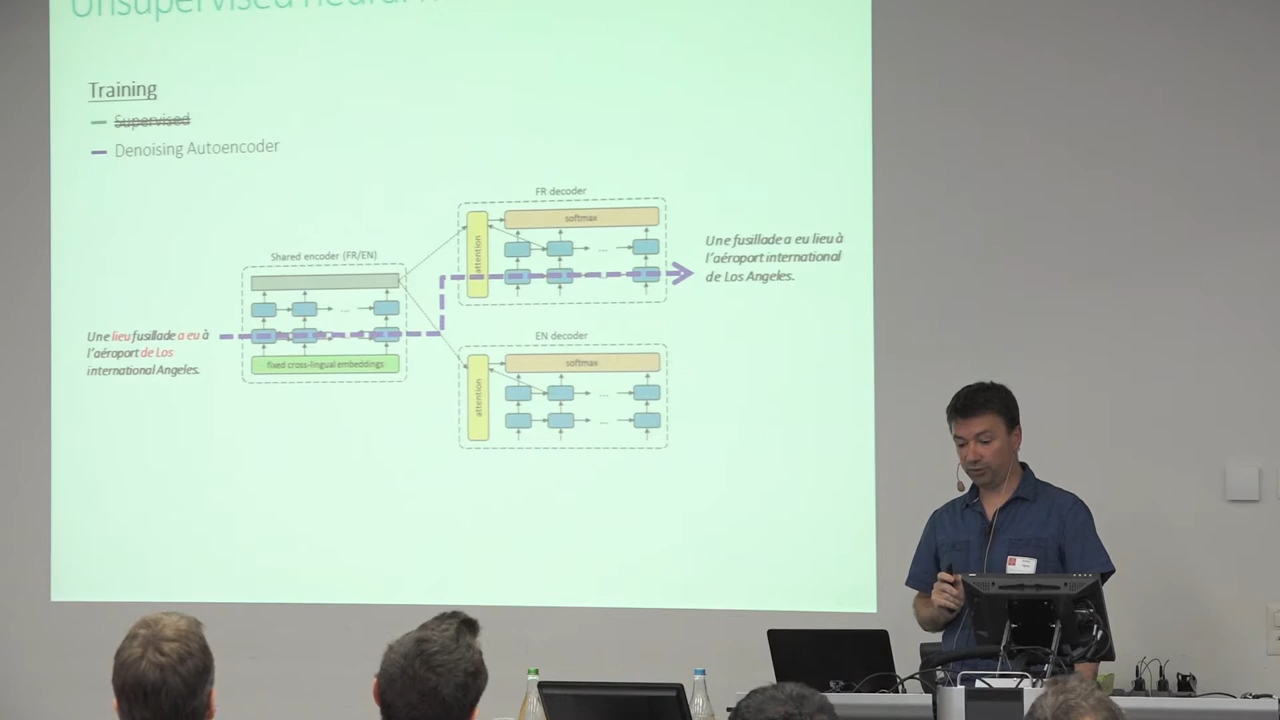 Unsupervised neural
Training
Supervised
Denoising Autoencoder
FR decoder
softmax
attention
Shared encoder (FR/EN)
...
...
...
fixed cross-lingual embeddings
Une lieu fusillade a eu à
l'aéroport de Los
international Angeles.
Une fusillade a eu lieu à
l'aéroport international
de Los Angeles.
EN decoder
softmax
attention
...
...